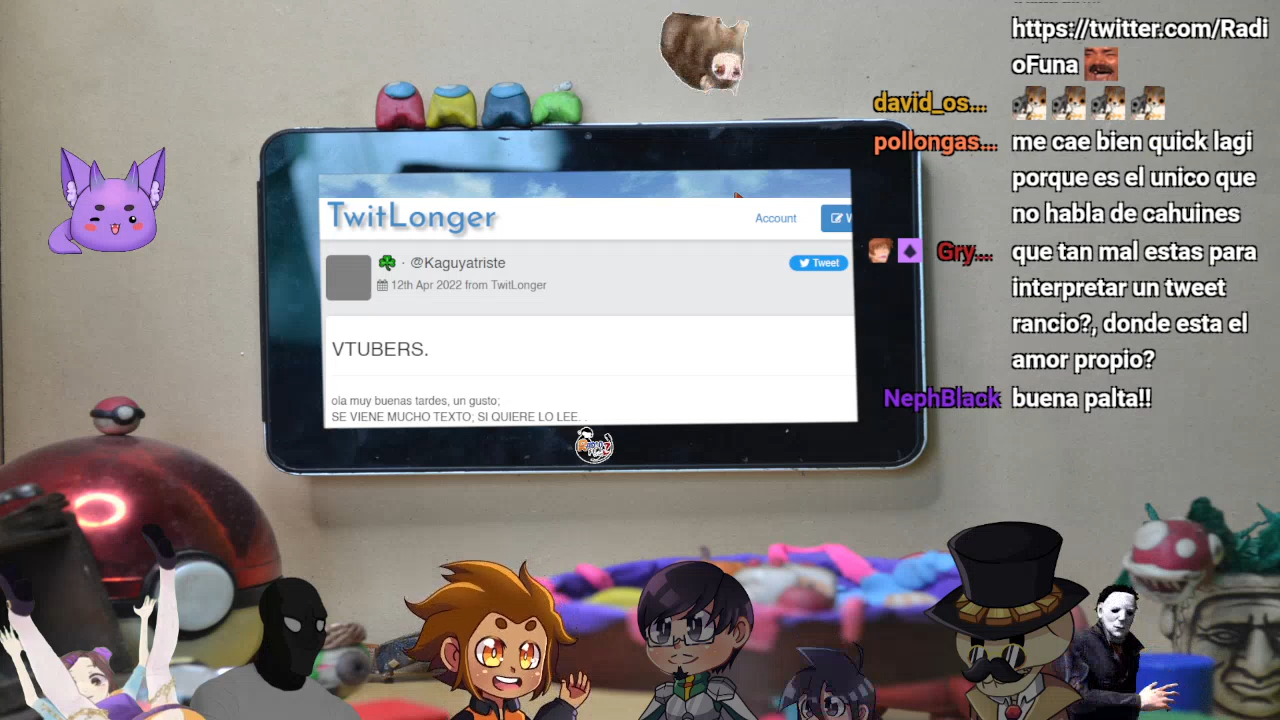 https://twitter.com/Radi
oFuna
david_os...
pollongas... me cae bien quick lagi
porque es el unico que
no habla de cahuines
Gry... que tan mal estas para
interpretar un tweet
rancio?, donde esta el
amor propio?
NephBlack buena palta!!
TwitLonger
Account
☘ · @Kaguyatriste
Tweet
12th Apr 2022 from TwitLonger
VTUBERS.
ola muy buenas tardes, un gusto;
SE VIENE MUCHO TEXTO; SI QUIERE LO LEE. .